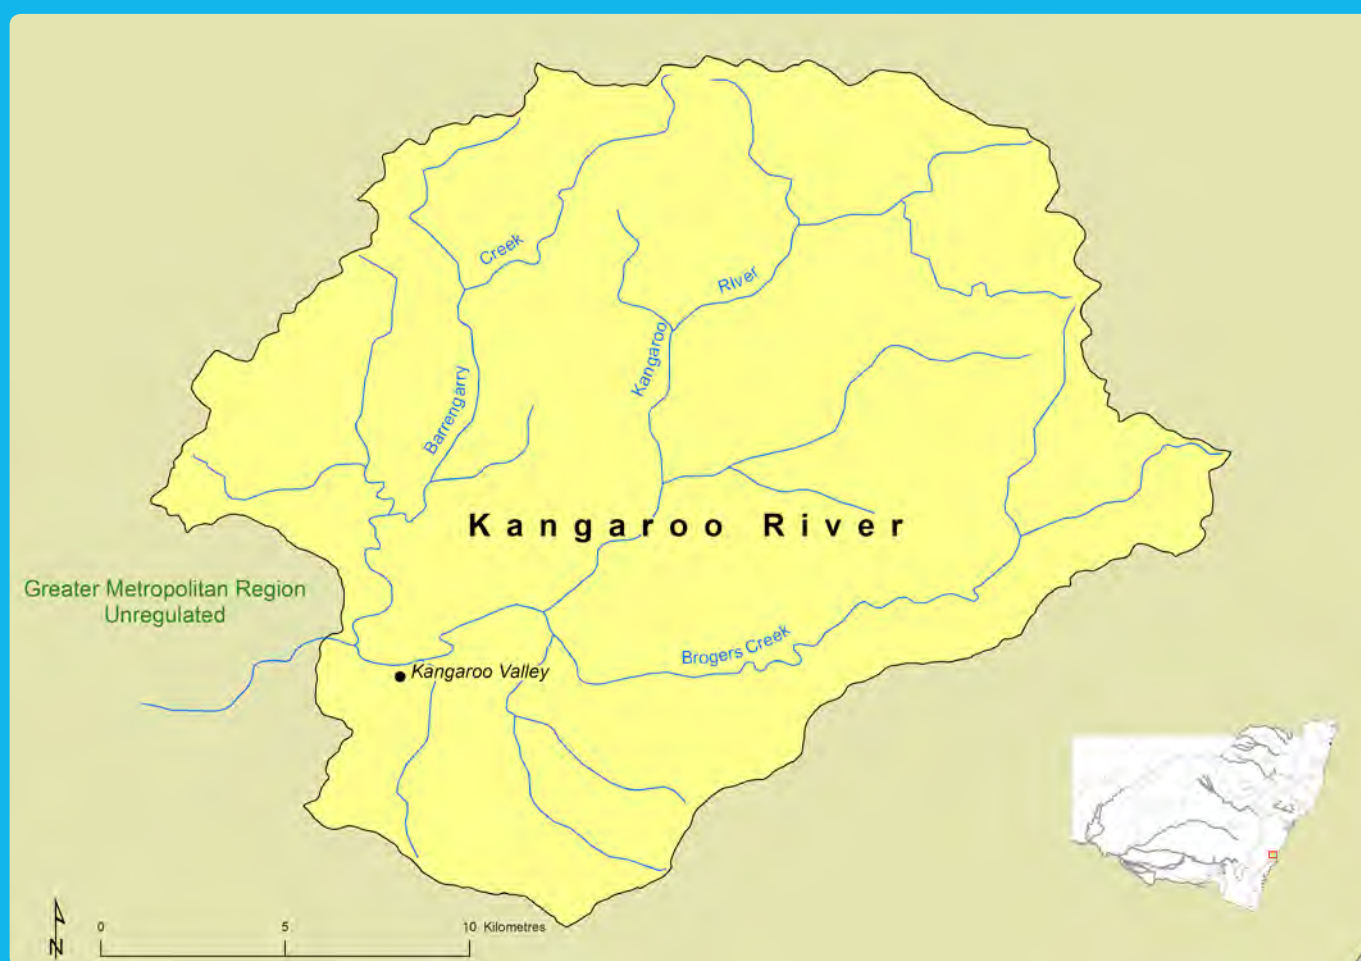 Creek
RIver
Kangaroo
Barrengarry
Kangaroo River
Greater Metropolitan Region
Unregulated
Brogers Creek
Kangaroo Valley
N
0 5 10 Kilometres